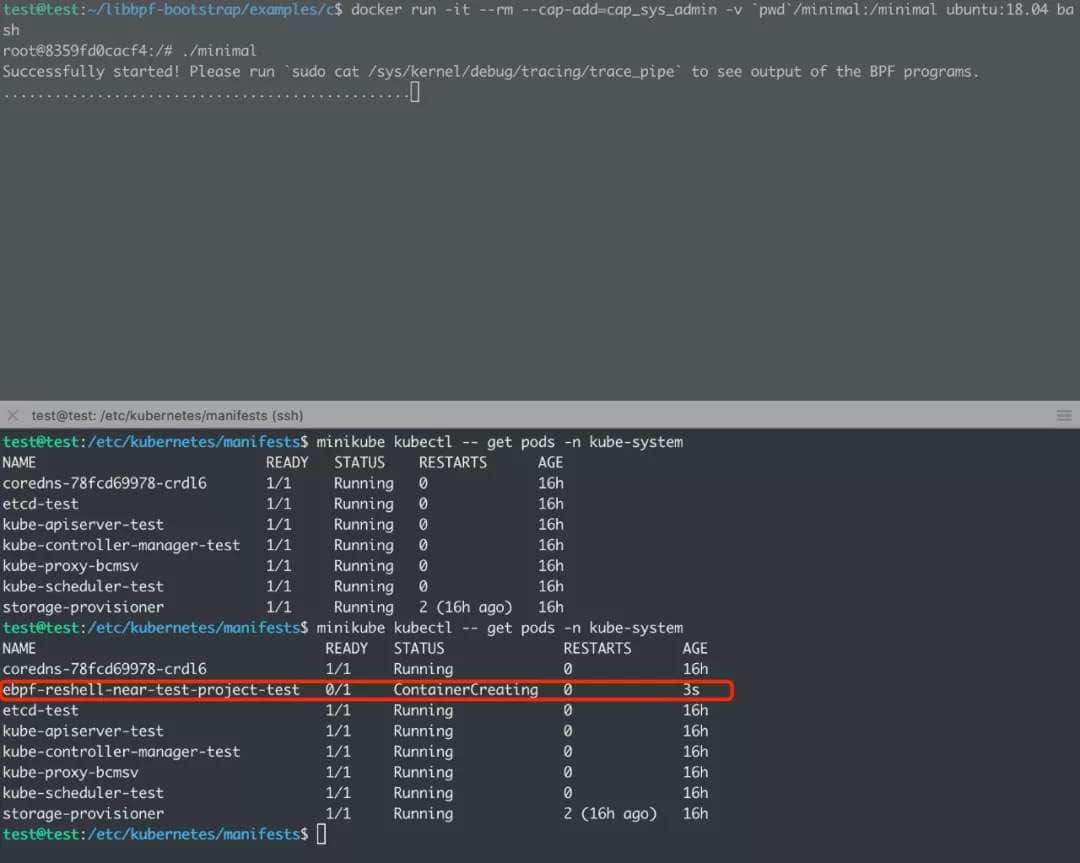 test@test:~/libbpf-bootstrap/examples/c$ docker run -it --rm --cap-add=cap_sys_admin -v `pwd`/minimal:/minimal ubuntu:18.04 ba
sh
root@8359fd0cacf4:/# ./minimal
Successfully started! Please run `sudo cat /sys/kernel/debug/tracing/trace_pipe` to see output of the BPF programs.
................................................
test@test: /etc/kubernetes/manifests (ssh)
test@test:/etc/kubernetes/manifests$ minikube kubectl -- get pods -n kube-system
NAME READY STATUS RESTARTS AGE
coredns-78fcd69978-crdl6 1/1 Running 0 16h
etcd-test 1/1 Running 0 16h
kube-apiserver-test 1/1 Running 0 16h
kube-controller-manager-test 1/1 Running 0 16h
kube-proxy-bcmsv 1/1 Running 0 16h
kube-scheduler-test 1/1 Running 0 16h
storage-provisioner 1/1 Running 2 (16h ago) 16h
test@test:/etc/kubernetes/manifests$ minikube kubectl -- get pods -n kube-system
NAME READY STATUS RESTARTS AGE
coredns-78fcd69978-crdl6 1/1 Running 0 16h
ebpf-reshell-near-test-project-test 0/1 ContainerCreating 0 3s
etcd-test 1/1 Running 0 16h
kube-apiserver-test 1/1 Running 0 16h
kube-controller-manager-test 1/1 Running 0 16h
kube-proxy-bcmsv 1/1 Running 0 16h
kube-scheduler-test 1/1 Running 0 16h
storage-provisioner 1/1 Running 2 (16h ago) 16h
test@test:/etc/kubernetes/manifests$